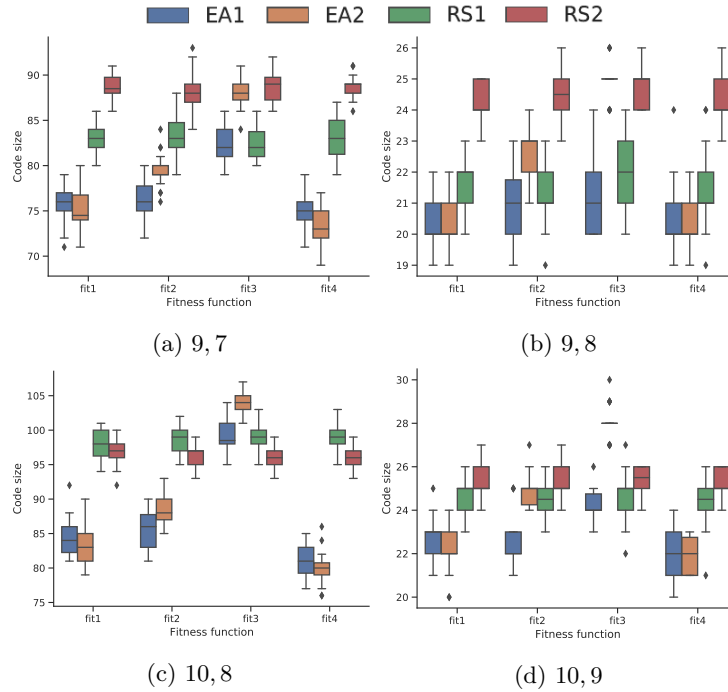 EA1 EA2 RS1 RS2
Code size
90
85
80
75
70
fit1 fit2 fit3 fit4
Fitness function
(a) 9, 7
Code size
26
25
24
23
22
21
20
19
fit1 fit2 fit3 fit4
Fitness function
(b) 9, 8
Code size
105
100
95
90
85
80
75
fit1 fit2 fit3 fit4
Fitness function
(c) 10, 8
Code size
30
28
26
24
22
20
fit1 fit2 fit3 fit4
Fitness function
(d) 10, 9